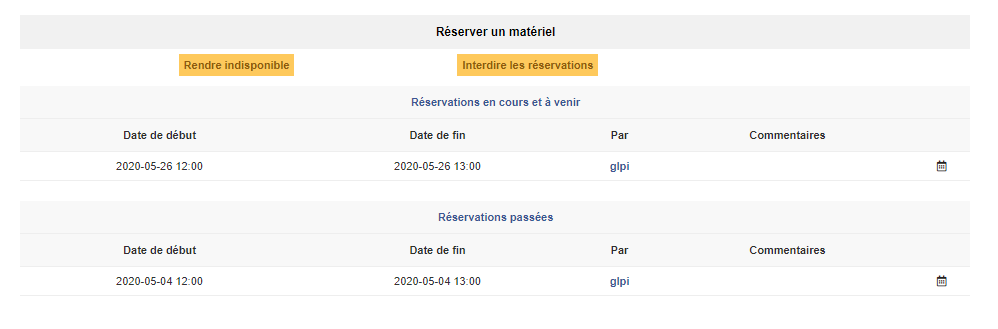 Réserver un matériel
Rendre indisponible Interdire les réservations
Réservations en cours et à venir
Date de début Date de fin Par Commentaires
2020-05-26 12:00 2020-05-26 13:00 glpi
Réservations passées
Date de début Date de fin Par Commentaires
2020-05-04 12:00 2020-05-04 13:00 glpi